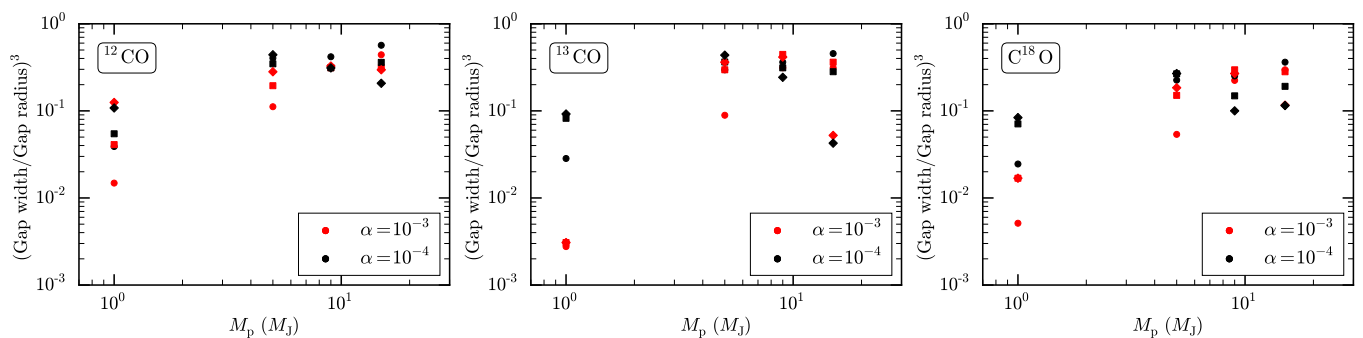 (Gap width/Gap radius)³
10⁰
10⁻¹
10⁻²
10⁻³
¹²CO
α=10⁻³
α=10⁻⁴
10⁰
10¹
Mₚ (M_J)
(Gap width/Gap radius)³
10⁰
10⁻¹
10⁻²
10⁻³
¹³CO
α=10⁻³
α=10⁻⁴
10⁰
10¹
Mₚ (M_J)
(Gap width/Gap radius)³
10⁰
10⁻¹
10⁻²
10⁻³
C¹⁸O
α=10⁻³
α=10⁻⁴
10⁰
10¹
Mₚ (M_J)